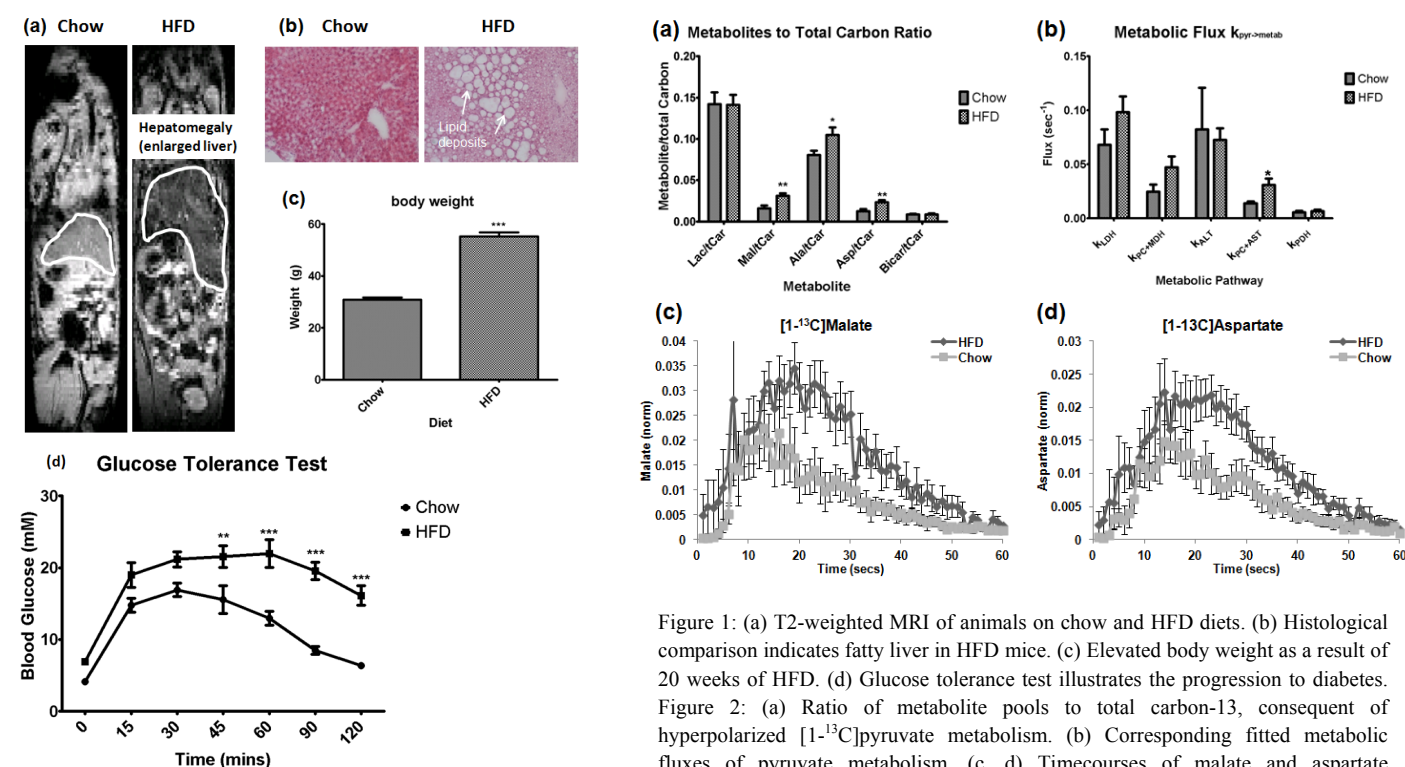 (a) Chow HFD
Hepatomegaly
(enlarged liver)
(b) Chow HFD
Lipid
deposits
(c)
body weight
Weight (g)
60
40
20
0
***
Chow
HFD
Diet
(d) Glucose Tolerance Test
Blood Glucose (mM)
30
20
10
0
** *** *** ***
Chow
HFD
0 15 30 45 60 90 120
Time (mins)
(a) Metabolites to Total Carbon Ratio
Metabolite/total Carbon
0.20
0.15
0.10
0.05
0.00
** * **
Chow
HFD
Lac/tCar
Mal/tCar
Ala/tCar
Asp/tCar
Bicar/tCar
Metabolite
(b) Metabolic Flux kpyr->metab
Flux (sec⁻¹)
0.15
0.10
0.05
0.00
*
Chow
HFD
kLDH
kPC+MDH
kALT
kPC+AST
kPDH
Metabolic Pathway
(c) [1-¹³C]Malate
Malate (norm)
0.04
0.035
0.03
0.025
0.02
0.015
0.01
0.005
0
HFD
Chow
0 10 20 30 40 50 60
Time (secs)
(d) [1-13C]Aspartate
Aspartate (norm)
0.03
0.025
0.02
0.015
0.01
0.005
0
HFD
Chow
0 10 20 30 40 50 60
Time (secs)
Figure 1: (a) T2-weighted MRI of animals on chow and HFD diets. (b) Histological
comparison indicates fatty liver in HFD mice. (c) Elevated body weight as a result of
20 weeks of HFD. (d) Glucose tolerance test illustrates the progression to diabetes.
Figure 2: (a) Ratio of metabolite pools to total carbon-13, consequent of
hyperpolarized [1-¹³C]pyruvate metabolism. (b) Corresponding fitted metabolic
fluxes of pyruvate metabolism. (c, d) Timecourses of malate and aspartate